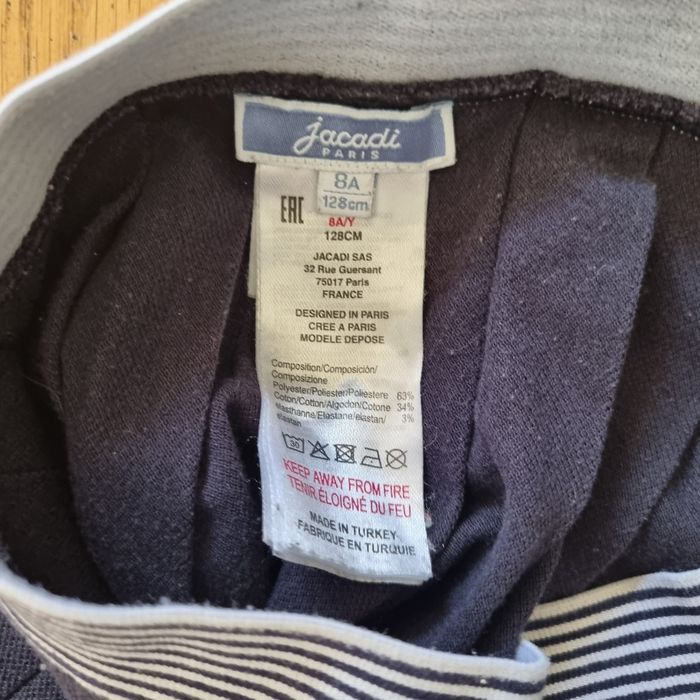 jacadi
PARIS
8A
128cm
EAC
8A/Y
128CM
JACADI SAS
32 Rue Guersant
75017 Paris
FRANCE
DESIGNED IN PARIS
CREE A PARIS
MODELE DEPOSE
Composition/Composición/
Composizione
Polyester/Poliester/Poliestere 63%
Coton/Cotton/Algodon/Cotone 34%
elasthanne/Elastane/elastan/ 3%
elastan
30
KEEP AWAY FROM FIRE
TENIR ÉLOIGNÉ DU FEU
MADE IN TURKEY
FABRIQUE EN TURQUIE